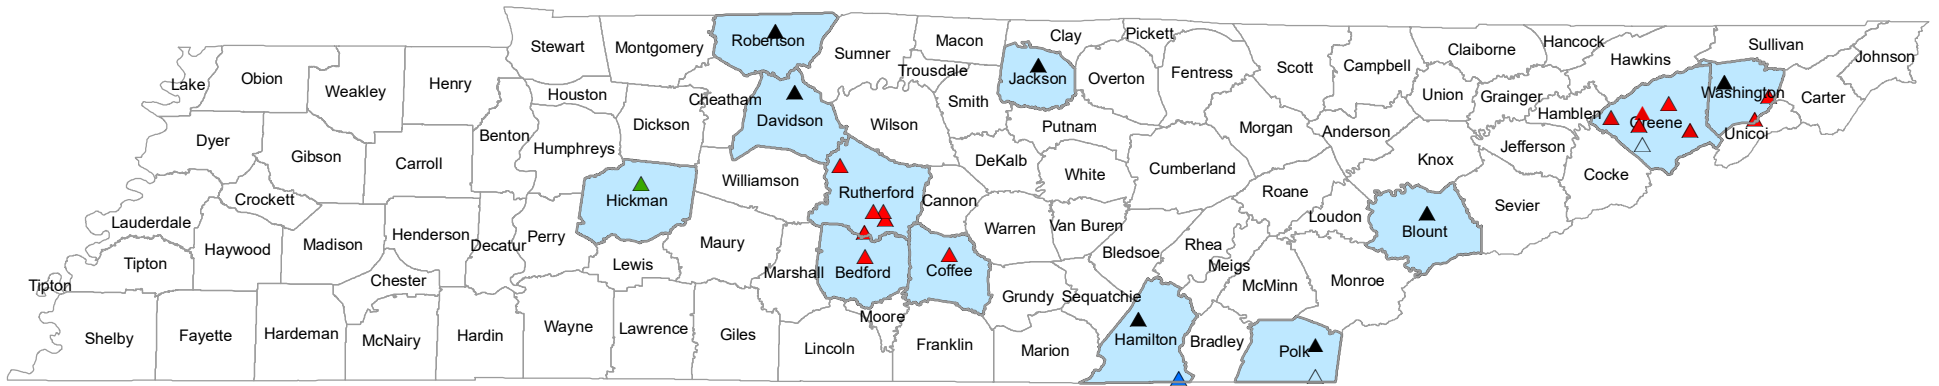 Stewart
Montgomery
Robertson
Sumner
Macon
Clay
Pickett
Claiborne
Hancock
Sullivan
Lake
Obion
Weakley
Henry
Houston
Cheatham
Trousdale
Smith
Jackson
Overton
Fentress
Scott
Campbell
Union
Grainger
Hawkins
Hamblen
Greene
Washington
Carter
Johnson
Unicoi
Dyer
Gibson
Carroll
Benton
Humphreys
Dickson
Davidson
Wilson
Putnam
DeKalb
White
Cumberland
Morgan
Anderson
Knox
Jefferson
Cocke
Sevier
Lauderdale
Crockett
Haywood
Madison
Henderson
Decatur
Perry
Hickman
Williamson
Rutherford
Cannon
Warren
Van Buren
Bledsoe
Rhea
Roane
Loudon
Blount
Tipton
Tipton
Chester
Lewis
Maury
Marshall
Bedford
Coffee
Grundy
Sequatchie
Meigs
McMinn
Monroe
Shelby
Fayette
Hardeman
McNairy
Hardin
Wayne
Lawrence
Giles
Lincoln
Moore
Franklin
Marion
Hamilton
Bradley
Polk